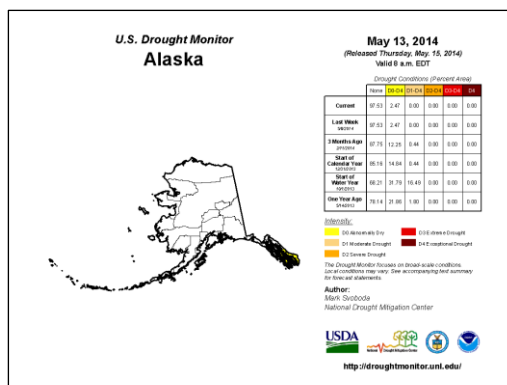 U.S. Drought Monitor
Alaska
May 13, 2014
(Released Thursday, May. 15, 2014)
Valid 8 a.m. EDT
Drought Conditions (Percent Area)
None D0-D4 D1-D4 D2-D4 D3-D4 D4
Current 97.53 2.47 0.00 0.00 0.00 0.00
Last Week 97.53 2.47 0.00 0.00 0.00 0.00
3 Months Ago 87.75 12.25 0.44 0.00 0.00 0.00
Start of
Calendar Year 85.16 14.84 0.44 0.00 0.00 0.00
Start of
Water Year 68.21 31.79 16.49 0.00 0.00 0.00
One Year Ago 78.14 21.86 1.80 0.00 0.00 0.00
Intensity:
D0 Abnormally Dry D3 Extreme Drought
D1 Moderate Drought D4 Exceptional Drought
D2 Severe Drought
The Drought Monitor focuses on broad-scale conditions.
Local conditions may vary. See accompanying text summary
for forecast statements.
Author:
Mark Svoboda
National Drought Mitigation Center
USDA
National Drought Mitigation Center
http://droughtmonitor.unl.edu/